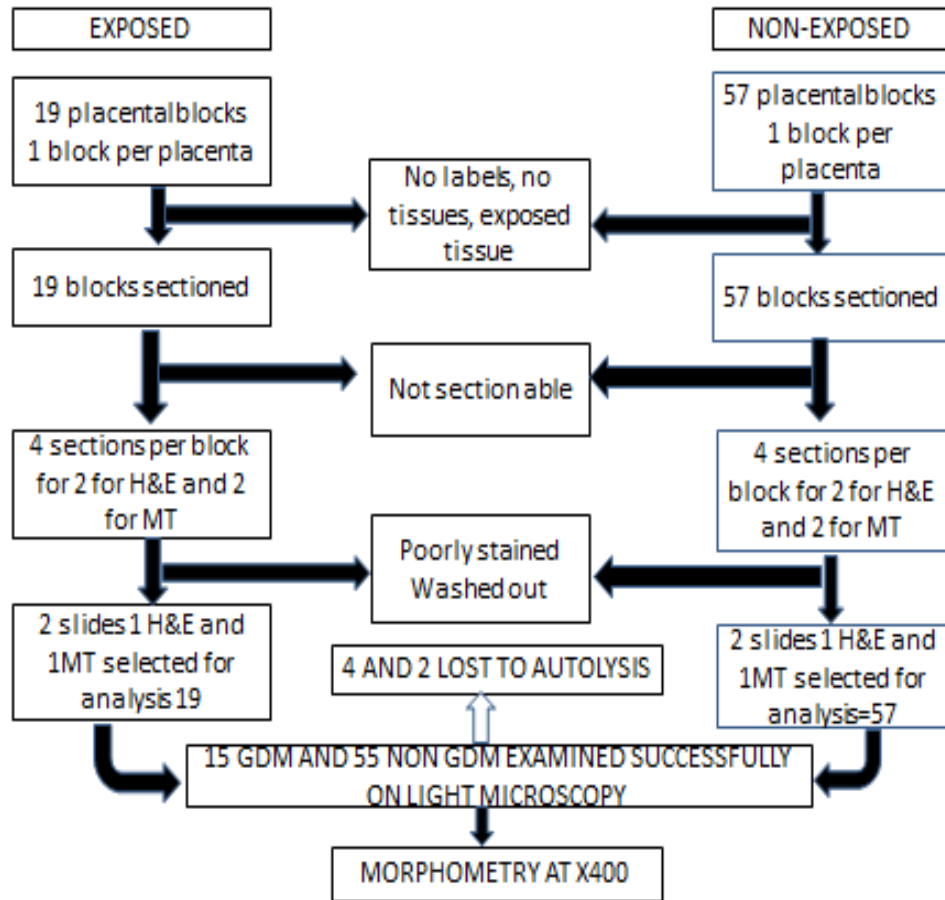 EXPOSED
NON-EXPOSED
19 placentalblocks
1 block per placenta
57 placentalblocks
1 block per
placenta
No labels, no
tissues, exposed
tissue
19 blocks sectioned
57 blocks sectioned
Not section able
4 sections per block
for 2 for H&E and 2
for MT
4 sections per
block for 2 for H&E
and 2 for MT
Poorly stained
Washed out
2 slides 1 H&E and
1MT selected for
analysis 19
2 slides 1 H&E and
1MT selected for
analysis=57
4 AND 2 LOST TO AUTOLYSIS
15 GDM AND 55 NON GDM EXAMINED SUCCESSFULLY
ON LIGHT MICROSCOPY
MORPHOMETRY AT X400